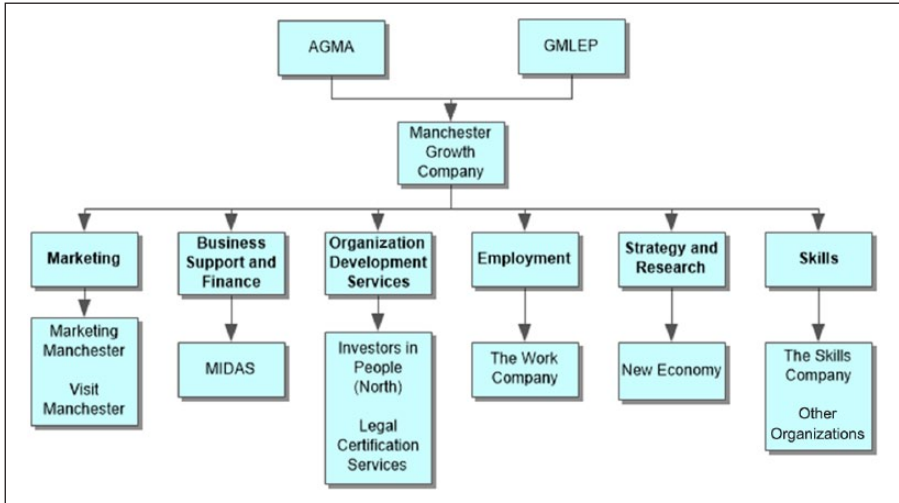 AGMA
GMLEP
Manchester
Growth
Company
Marketing
Business
Support and
Finance
Organization
Development
Services
Employment
Strategy and
Research
Skills
Marketing
Manchester
Visit
Manchester
MIDAS
Investors in
People
(North)
Legal
Certification
Services
The Work
Company
New Economy
The Skills
Company
Other
Organizations